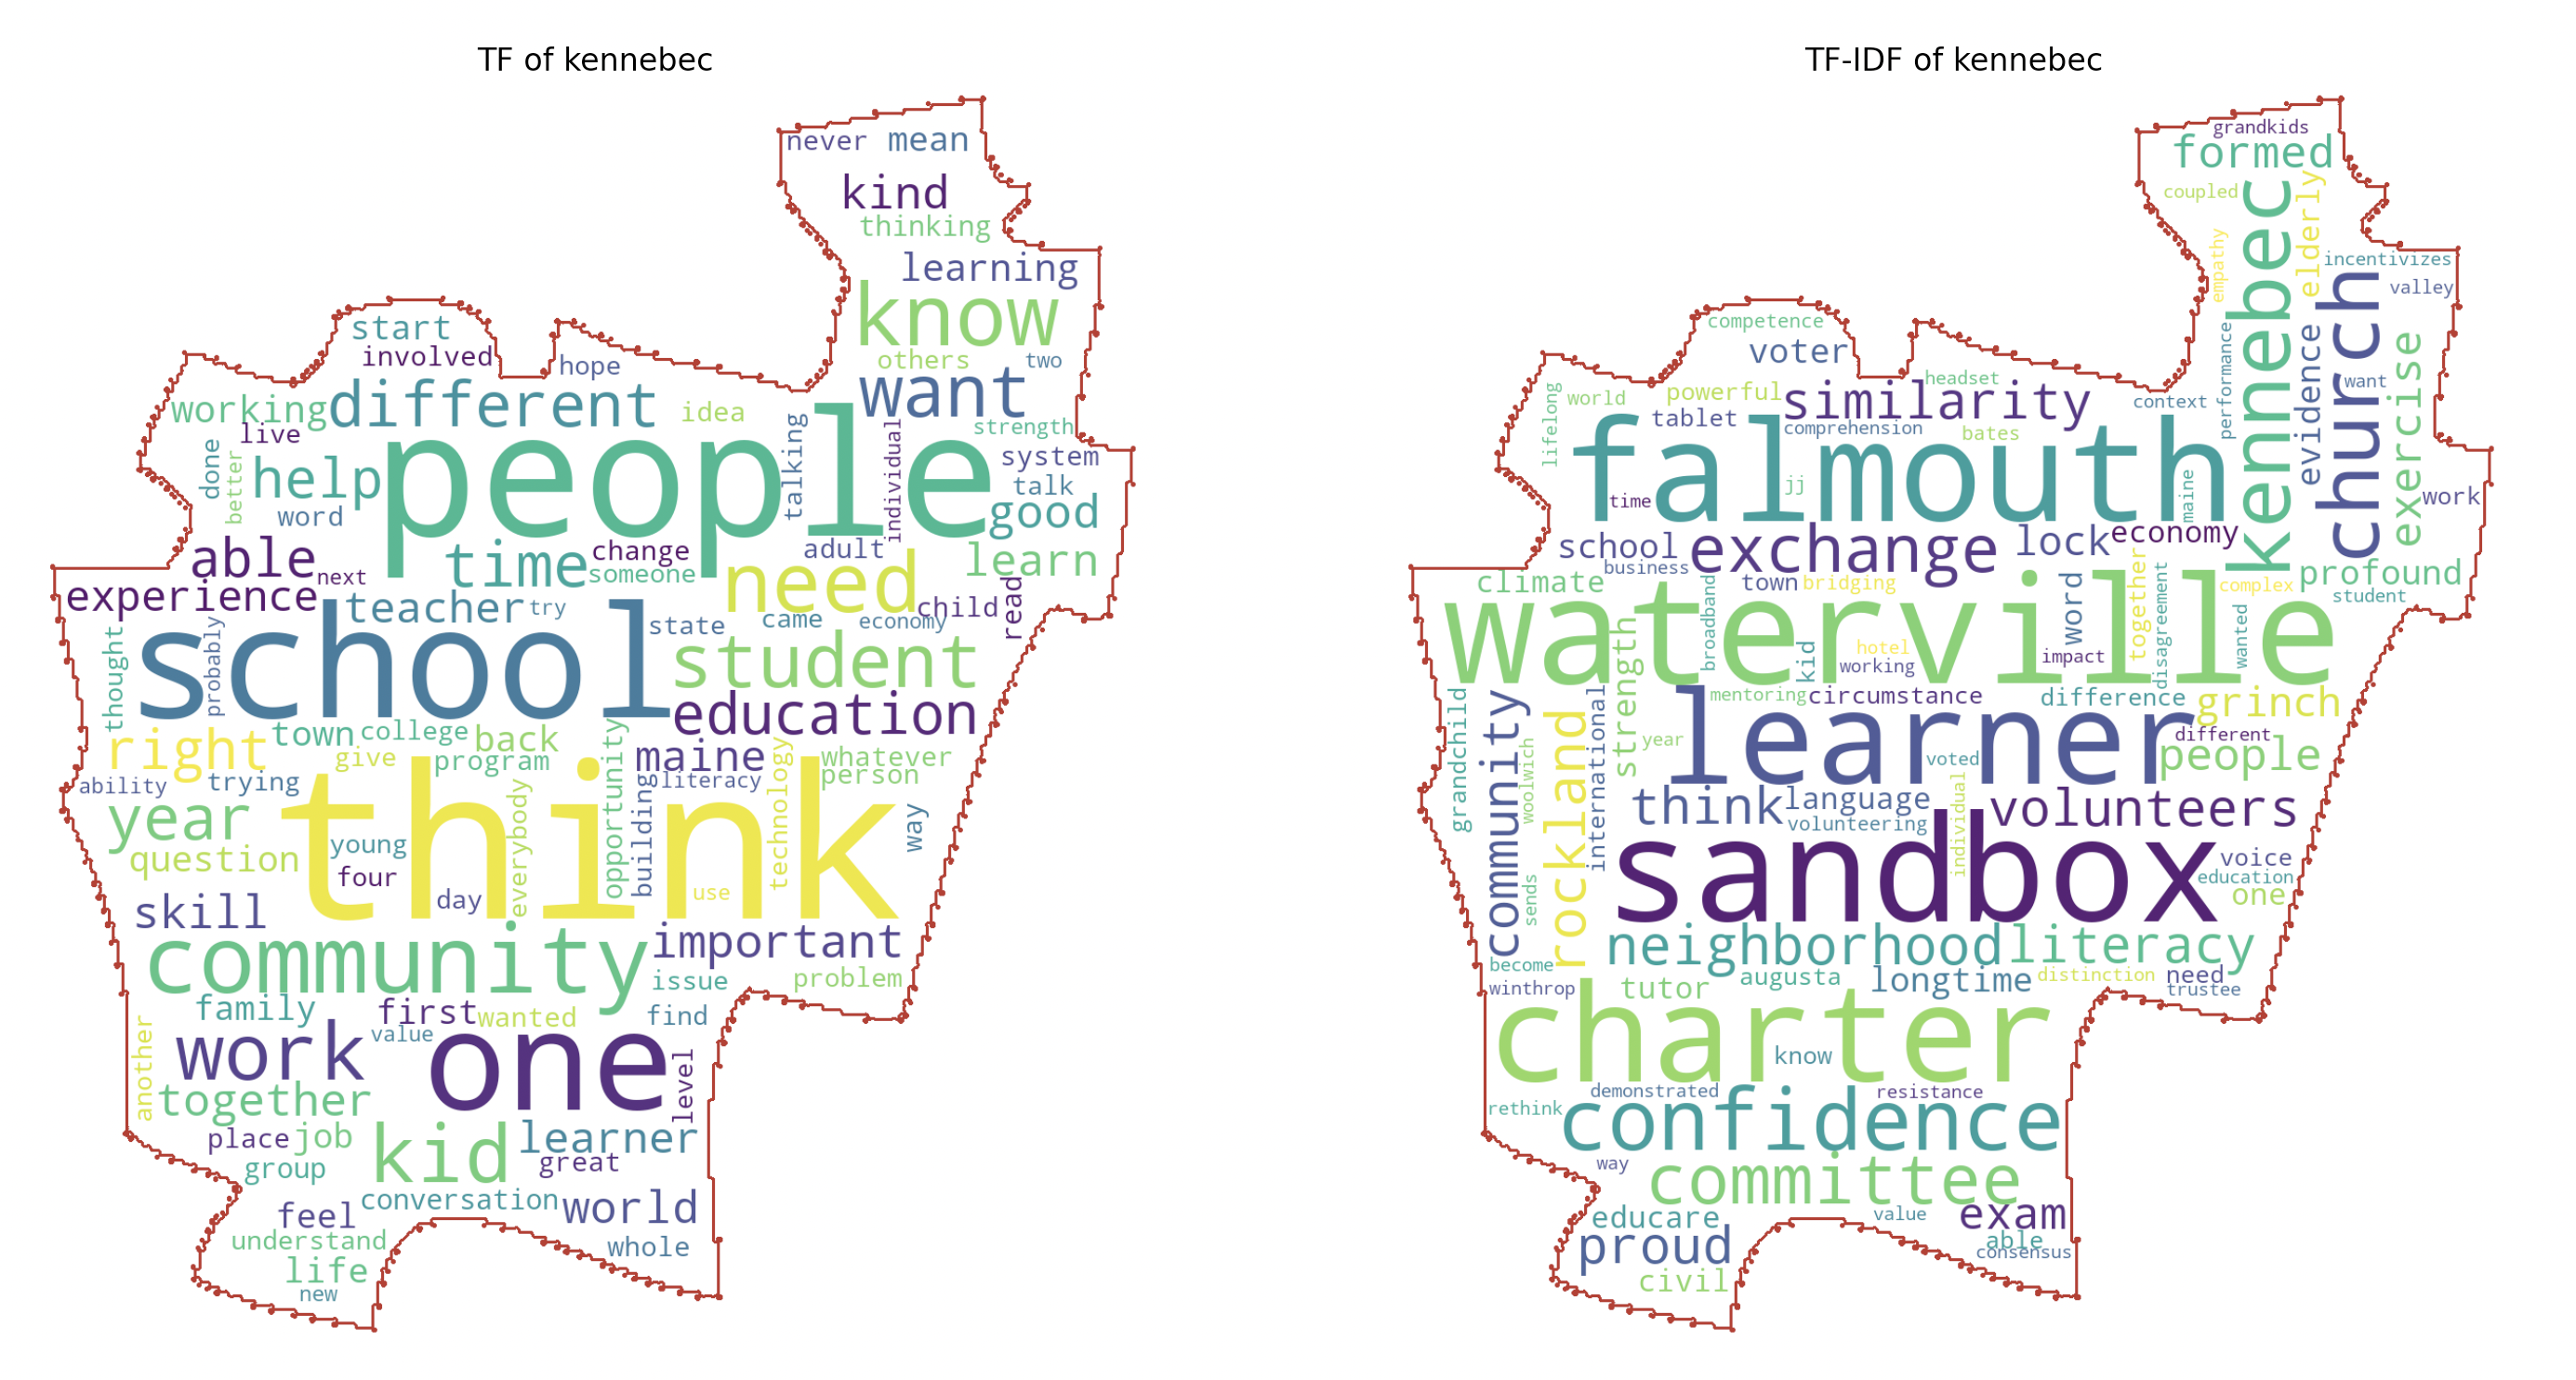 TF of kennebec
never mean
kind
thinking
learning
know
start
involved
hope
others two
want
working different idea
live
talking
individual
strength
people
done
better
help
system
talk
word
good
able
time
change
adult
learn
next
someone
need
experience
teacher try
child
read
school
state
came economy
thought
probably
student
education
right
town college back
opportunity
maine
technology
whatever
give program
person
ability trying
building
literacy
think
year
everybody
way
young
question
four
day
use
skill
community
important
issue
problem
family
first wanted
find
another
work
value
one
level
together
place job
kid
learner
group
great
conversation
feel
world
understand
whole
life
new
TF-IDF of kennebec
grandkids
formed
coupled
kennebec
elderly
empathy
incentivizes
church
valley
competence
voter
performance
evidence
exercise
lifelong
world
powerful
similarity
headset
want
tablet
comprehension
bates
context
falmouth
time
jj
maine
work
school
exchange
lock economy
business
climate
broadband
town bridging
word
together
disagreement
complex
profound
student
waterville
strength
kid
hotel
working
impact
wanted
grandchild
community
rockland
international
mentoring circumstance
difference
grinch
woolwich
year
learner
different
voted
people
think language
volunteering
individual
volunteers
sends
sandbox
voice
education
one
become
neighborhood literacy
winthrop
tutor
augusta
longtime
distinction need
trustee
charter
know
rethink
demonstrated
resistance
confidence
way
committee
educare
value
exam
proud
able
consensus
civil